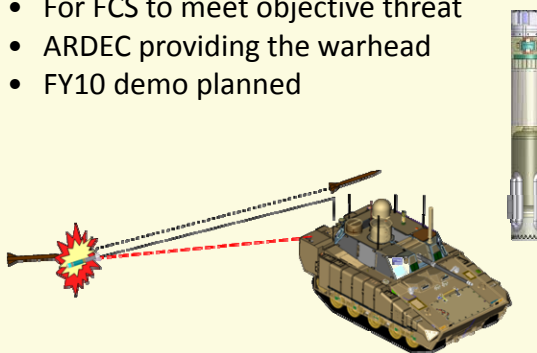 • For FCS to meet objective threat
• ARDEC providing the warhead
• FY10 demo planned